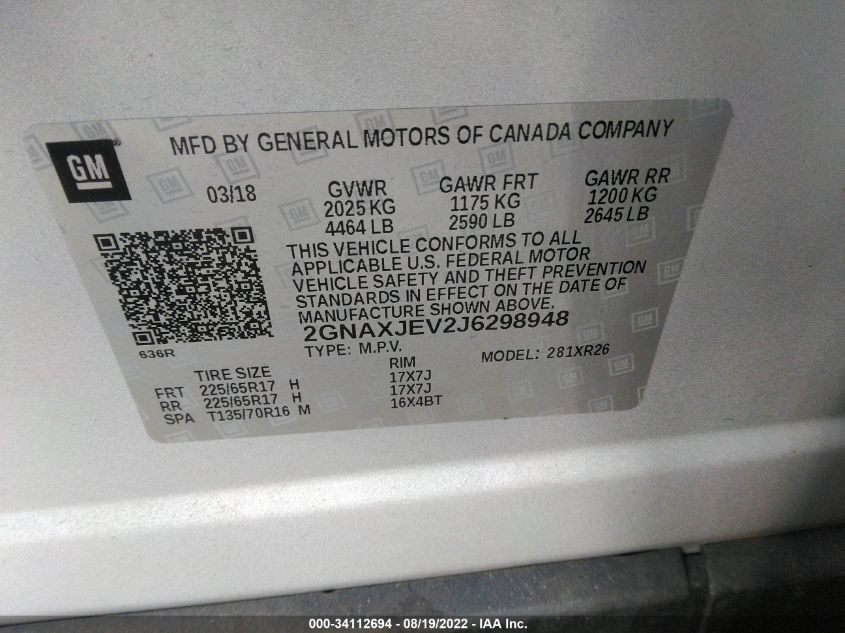 GM
MFD BY GENERAL MOTORS OF CANADA COMPANY
03/18 GVWR GAWR FRT GAWR RR
2025 KG 1175 KG 1200 KG
4464 LB 2590 LB 2645 LB
THIS VEHICLE CONFORMS TO ALL
APPLICABLE U.S. FEDERAL MOTOR
VEHICLE SAFETY AND THEFT PREVENTION
STANDARDS IN EFFECT ON THE DATE OF
MANUFACTURE SHOWN ABOVE.
2GNAXJEV2J6298948
636R
TYPE: M.P.V. MODEL: 281XR26
TIRE SIZE RIM
FRT 225/65R17 H 17X7J
RR 225/65R17 H 17X7J
SPA T135/70R16 M 16X4BT
000-34112694 - 08/19/2022 - IAA Inc.